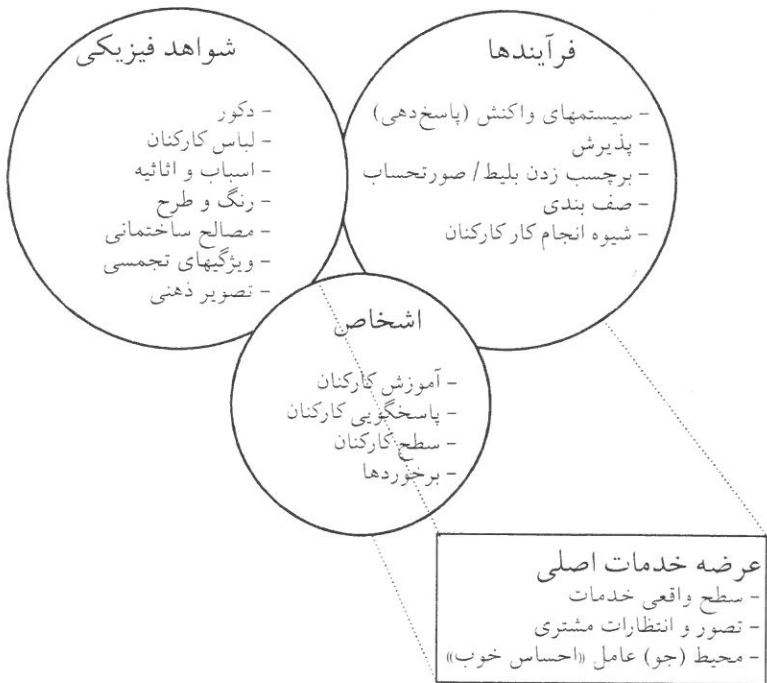 فرآیندها
- سیستمهای واکنش (پاسخ‌دهی)
- پذیرش
- برچسب زدن بلیط / صورتحساب
- صف بندی
- شیوه انجام کار کارکنان
شواهد فیزیکی
- دکور
- لباس کارکنان
- اسباب و اثاثیه
- رنگ و طرح
- مصالح ساختمانی
- ویژگیهای تجمسی
- تصویر ذهنی
اشخاص
- آموزش کارکنان
- پاسخگویی کارکنان
- سطح کارکنان
- برخوردها
عرضه خدمات اصلی
- سطح واقعی خدمات
- تصور و انتظارات مشتری
- محیط (جو) عامل «احساس خوب»